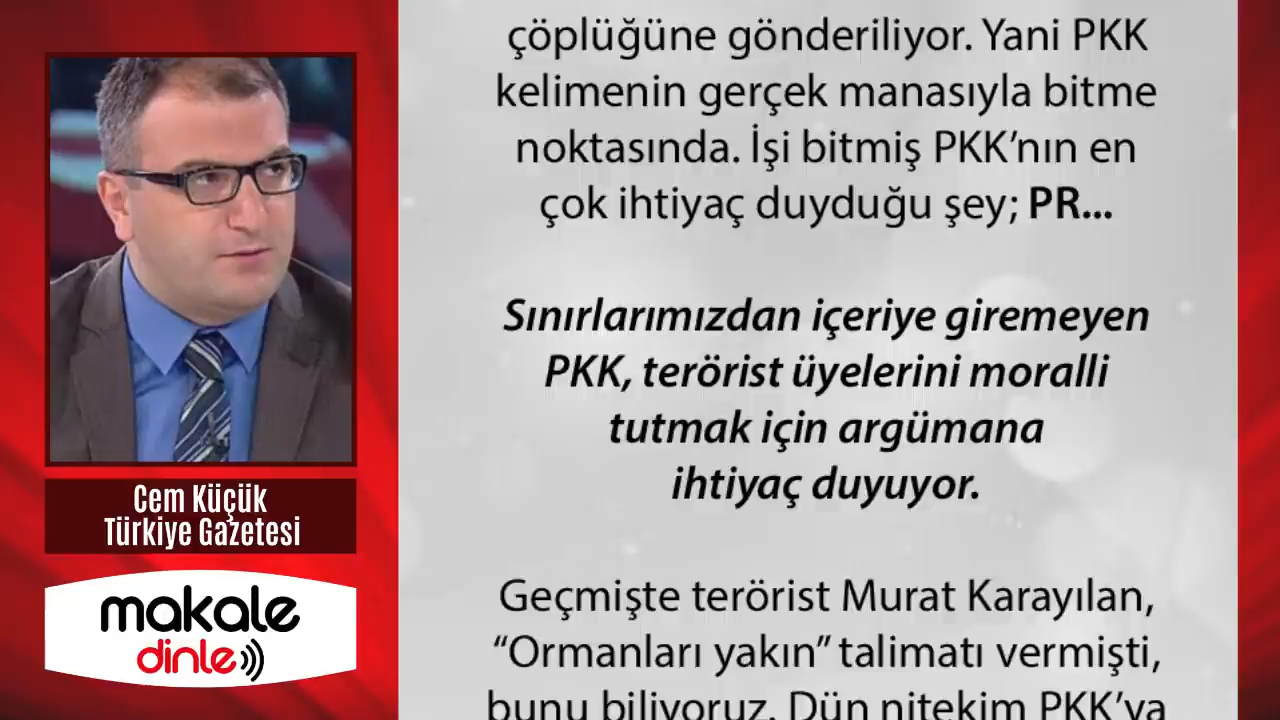 çöplüğüne gönderiliyor. Yani PKK
kelimenin gerçek manasıyla bitme
noktasında. İşi bitmiş PKK’nın en
çok ihtiyaç duyduğu şey; PR...
Sınırlarımızdan içeriye giremeyen
PKK, terörist üyelerini moralli
tutmak için argümana
ihtiyaç duyuyor.
Geçmişte terörist Murat Karayılan,
“Ormanları yakın” talimatı vermişti,
bunu biliyoruz. Dün nitekim PKK’ya
Cem Küçük
Türkiye Gazetesi
makale
dinle